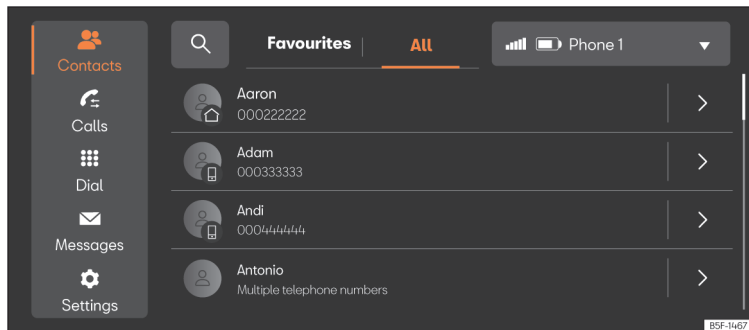 Contacts
Calls
Dial
Messages
Settings
Favourites
All
Phone 1
Aaron
000222222
Adam
000333333
Andi
000444444
Antonio
Multiple telephone numbers
B5F-1467